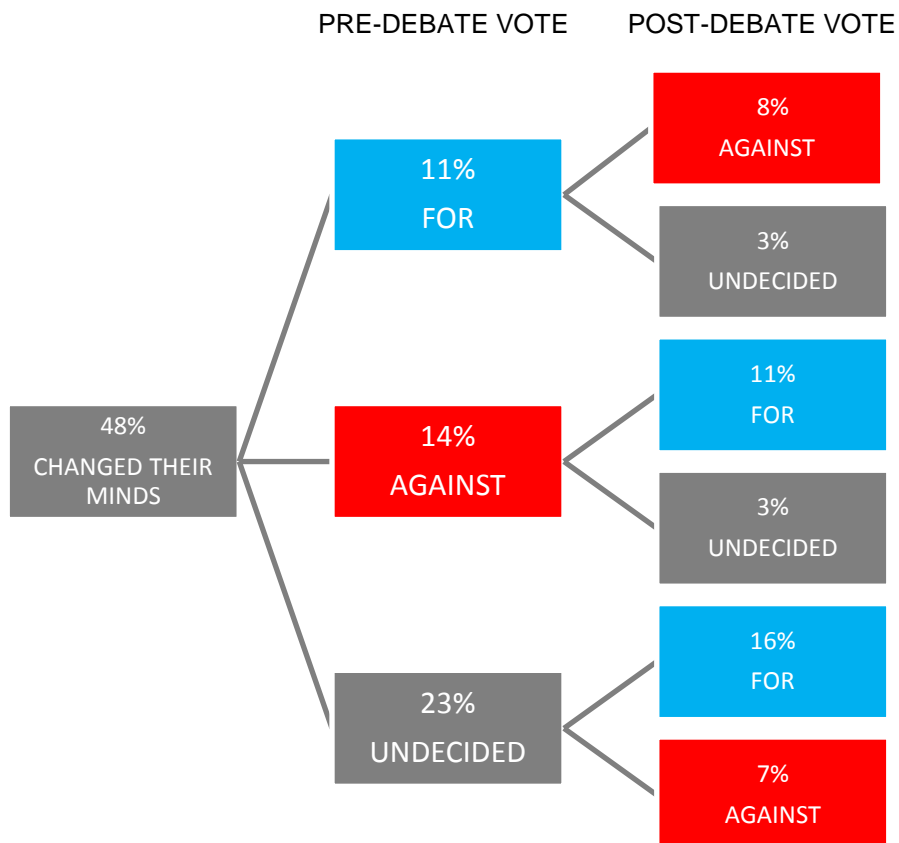 PRE-DEBATE VOTE
POST-DEBATE VOTE
48%
CHANGED THEIR
MINDS
11%
FOR
8%
AGAINST
3%
UNDECIDED
14%
AGAINST
11%
FOR
3%
UNDECIDED
23%
UNDECIDED
16%
FOR
7%
AGAINST